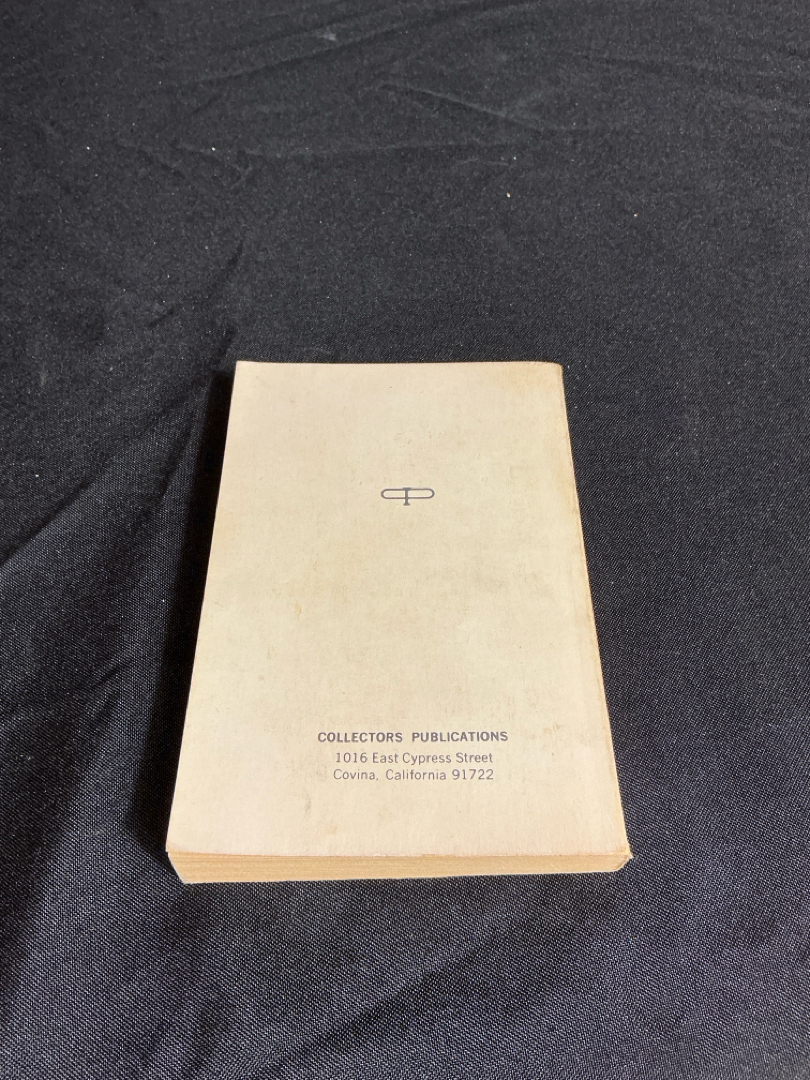 COLLECTORS PUBLICATIONS
1016 East Cypress Street
Covina, California 91722